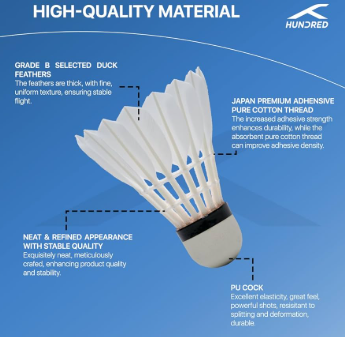 HIGH-QUALITY MATERIAL
HUNDRED
GRADE B SELECTED DUCK
FEATHERS
The feathers are thick, with fine,
uniform texture, ensuring stable
flight.
JAPAN PREMIUM ADHENSIVE
PURE COTTON THREAD
The increased adhesive strength
enhances durability, while the
absorbent pure cotton thread
can improve adhesive density.
NEAT & REFINED APPEARANCE
WITH STABLE QUALITY
Exquisitely neat, meticulously
crafed, enhancing product quality
and stability.
PU COCK
Excellent elasticity, great feel,
powerful shots, resisitant to
splitting and deformation,
durable.